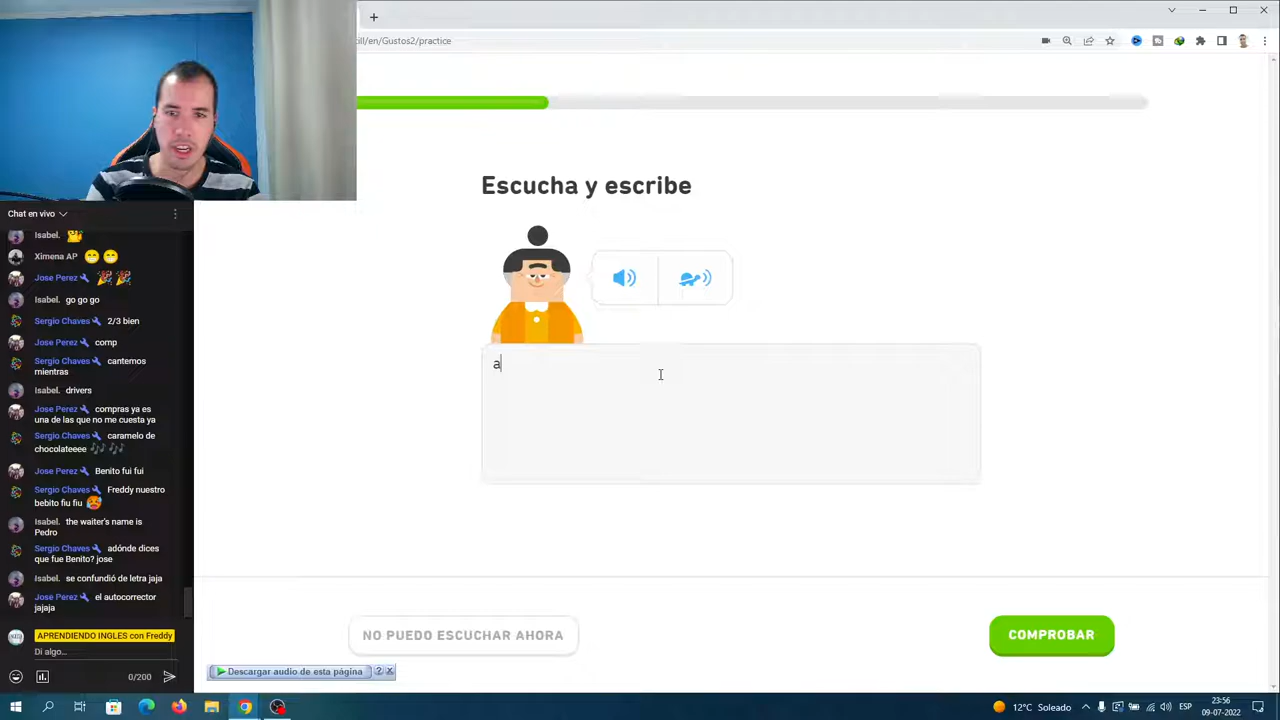 ill/en/Gustos2/practice
Chat en vivo
Isabel.
Ximena AP
Jose Perez
Isabel. go go go
Sergio Chaves 2/3 bien
Jose Perez comp
Sergio Chaves cantemos
mientras
Isabel. drivers
Jose Perez compras ya es
una de las que no me cuesta ya
Sergio Chaves caramelo de
chocolateeee
Jose Perez Benito fui fui
Sergio Chaves Freddy nuestro
bebito fiu fiu
Isabel. the waiter's name is
Pedro
Sergio Chaves adónde dices
que fue Benito? jose
Isabel. se confundió de letra jaja
Jose Perez el autocorrector
jajaja
APRENDIENDO INGLES con Freddy
Di algo...
0/200
Escucha y escribe
a
NO PUEDO ESCUCHAR AHORA
COMPROBAR
Descargar audio de esta página ? X
12°C Soleado
ESP
23:56
09-07-2022